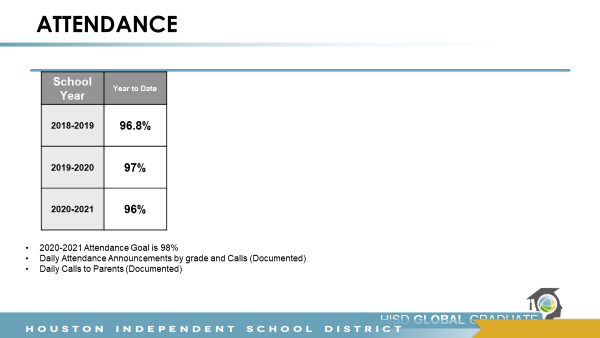 ATTENDANCE
School Year Year to Date
2018-2019 96.8%
2019-2020 97%
2020-2021 96%
• 2020-2021 Attendance Goal is 98%
• Daily Attendance Announcements by grade and Calls (Documented)
• Daily Calls to Parents (Documented)
HISD GLOBAL GRADUATE
HOUSTON INDEPENDENT SCHOOL DISTRICT